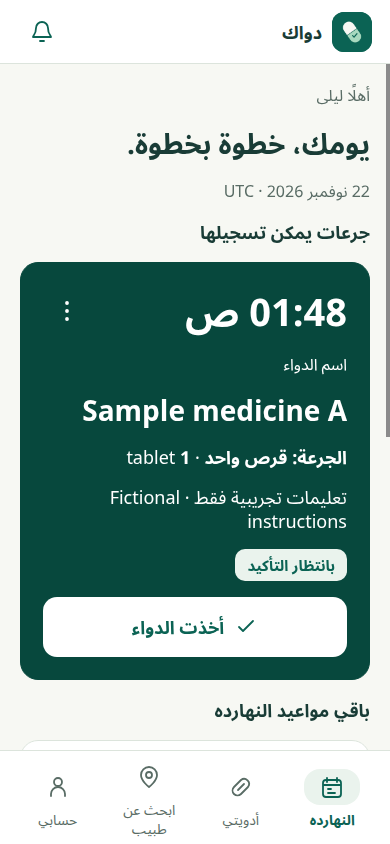 دواك
أهلًا ليلى
يومك، خطوة بخطوة.
22 نوفمبر 2026 · UTC
جرعات يمكن تسجيلها
01:48 ص
اسم الدواء
Sample medicine A
الجرعة: قرص واحد · 1 tablet
تعليمات تجريبية فقط · Fictional
instructions
بانتظار التأكيد
أخذت الدواء
باقي مواعيد النهارده
النهارده
أدويتي
ابحث عن
طبيب
حسابي